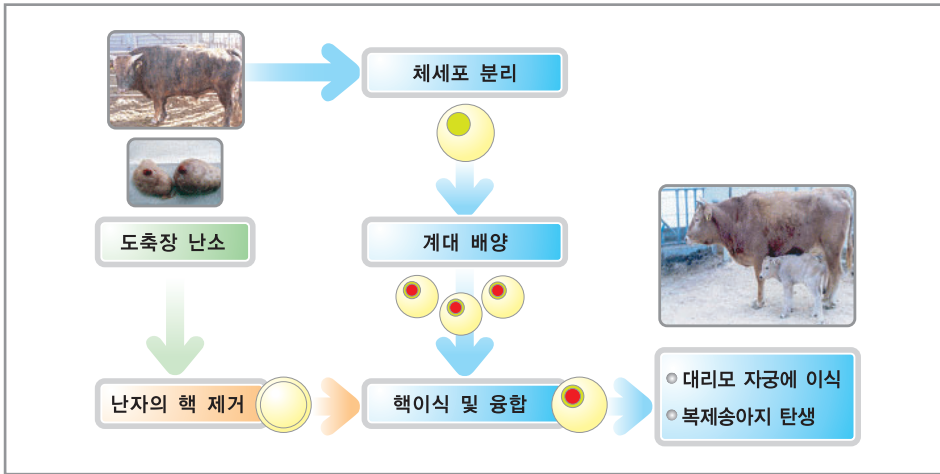 체세포 분리
도축장 난소
계대 배양
난자의 핵 제거
핵이식 및 융합
대리모 자궁에 이식
복제송아지 탄생